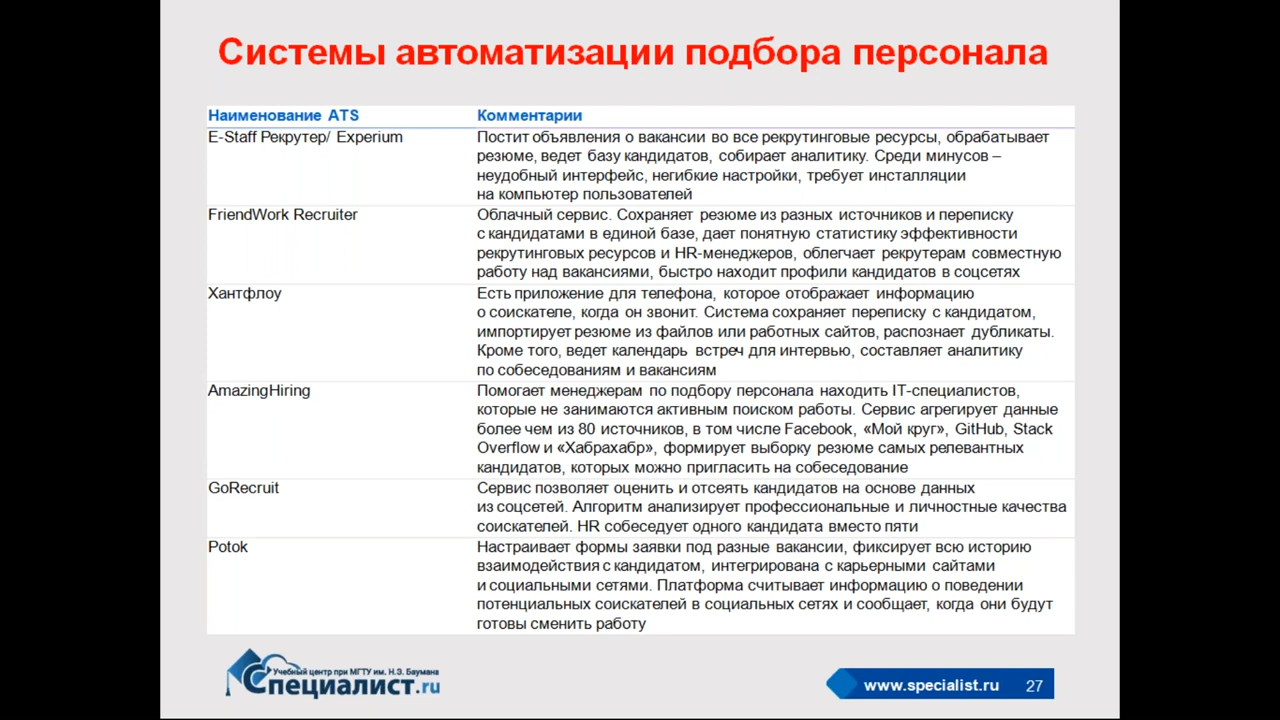 Системы автоматизации подбора персонала
Наименование ATS Комментарии
E-Staff Рекрутер/ Experium Постит объявления о вакансии во все рекрутинговые ресурсы, обрабатывает
резюме, ведет базу кандидатов, собирает аналитику. Среди минусов –
неудобный интерфейс, негибкие настройки, требует инсталляции
на компьютер пользователей
FriendWork Recruiter Облачный сервис. Сохраняет резюме из разных источников и переписку
с кандидатами в единой базе, дает понятную статистику эффективности
рекрутинговых ресурсов и HR-менеджеров, облегчает рекрутерам совместную
работу над вакансиями, быстро находит профили кандидатов в соцсетях
Хантфлоу Есть приложение для телефона, которое отображает информацию
о соискателе, когда он звонит. Система сохраняет переписку с кандидатом,
импортирует резюме из файлов или работных сайтов, распознает дубликаты.
Кроме того, ведет календарь встреч для интервью, составляет аналитику
по собеседованиям и вакансиям
AmazingHiring Помогает менеджерам по подбору персонала находить IT-специалистов,
которые не занимаются активным поиском работы. Сервис агрегирует данные
более чем из 80 источников, в том числе Facebook, «Мой круг», GitHub, Stack
Overflow и «Хабрахабр», формирует выборку резюме самых релевантных
кандидатов, которых можно пригласить на собеседование
GoRecruit Сервис позволяет оценить и отсеять кандидатов на основе данных
из соцсетей. Алгоритм анализирует профессиональные и личностные качества
соискателей. HR собеседует одного кандидата вместо пяти
Potok Настраивает формы заявки под разные вакансии, фиксирует всю историю
взаимодействия с кандидатом, интегрирована с карьерными сайтами
и социальными сетями. Платформа считывает информацию о поведении
потенциальных соискателей в социальных сетях и сообщает, когда они будут
готовы сменить работу
Учебный центр при МГТУ им. Н.Э. Баумана
Специалист.ru
www.specialist.ru 27